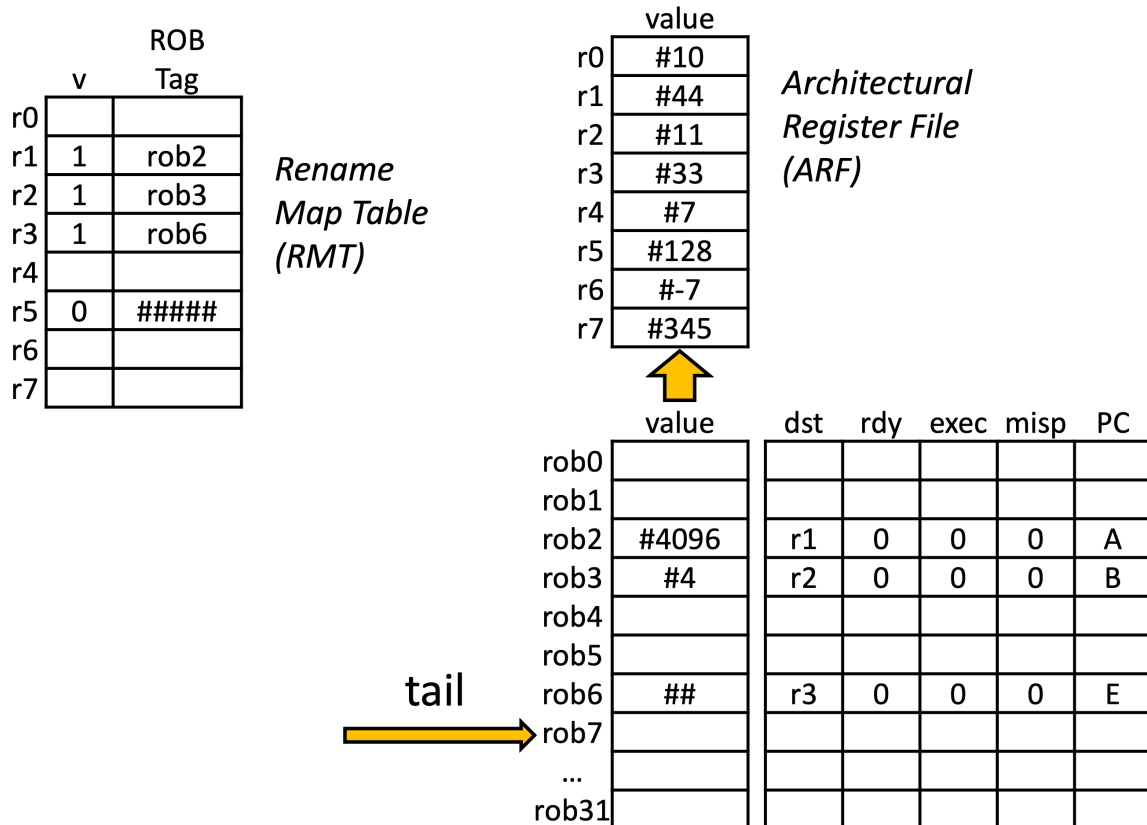 ROB
v Tag
r0
r1 1 rob2
r2 1 rob3
r3 1 rob6
r4
r5 0 #####
r6
r7
Rename
Map Table
(RMT)
value
r0 #10
r1 #44
r2 #11
r3 #33
r4 #7
r5 #128
r6 #-7
r7 #345
Architectural
Register File
(ARF)
value dst rdy exec misp PC
rob0
rob1
rob2 #4096 r1 0 0 0 A
rob3 #4 r2 0 0 0 B
rob4
rob5
rob6 ## r3 0 0 0 E
tail
rob7
...
rob31